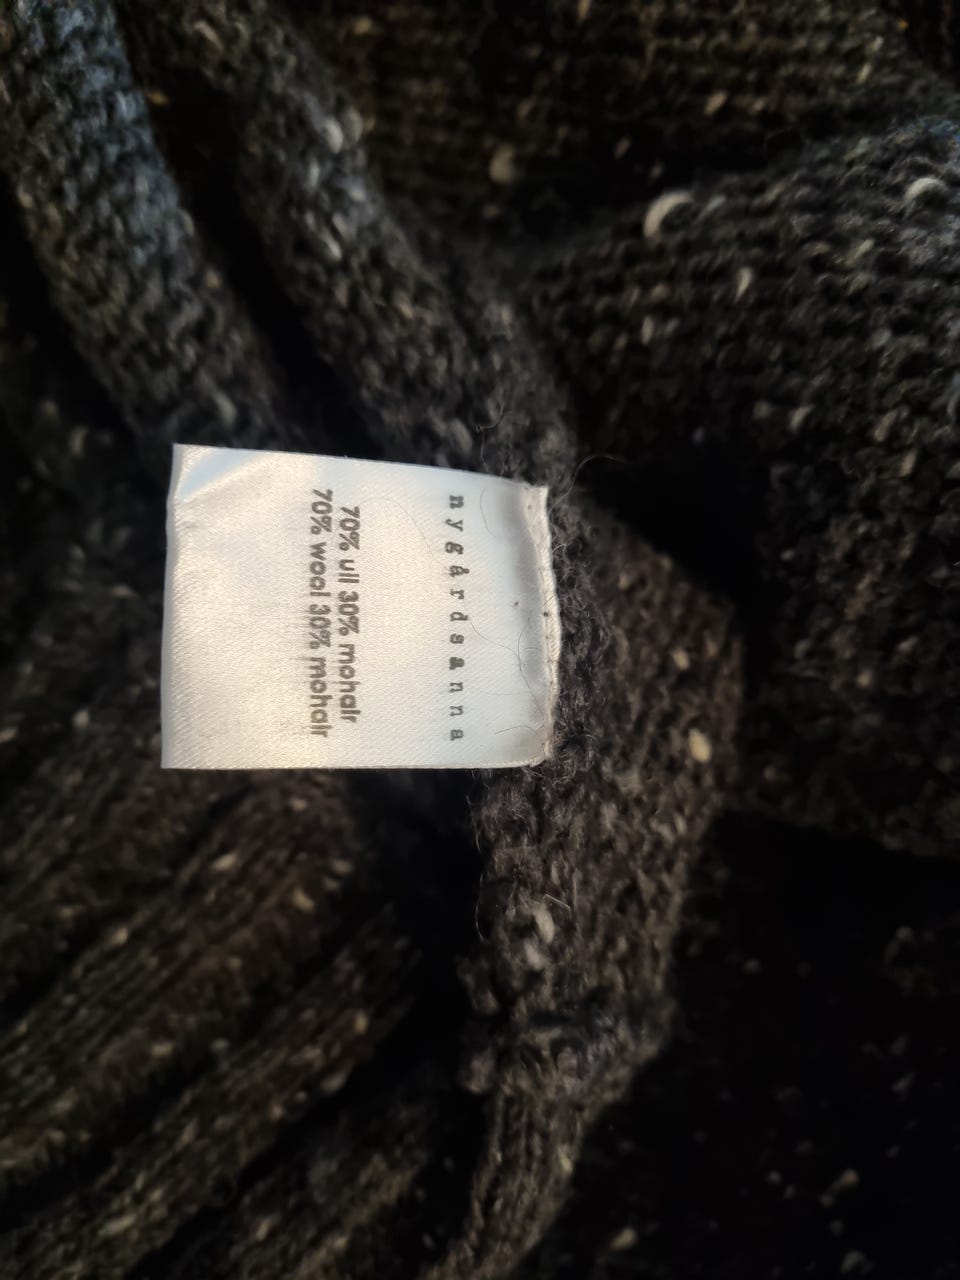 nygårdsanna
70% ull 30% mohair
70% wool 30% mohair